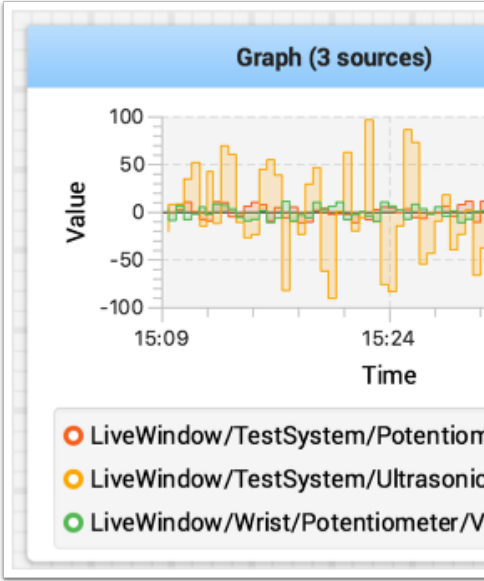 Graph (3 sources)
100
50
0
-50
-100
Value
15:09 15:24
Time
LiveWindow/TestSystem/Potentiom
LiveWindow/TestSystem/Ultrasonic
LiveWindow/Wrist/Potentiometer/V